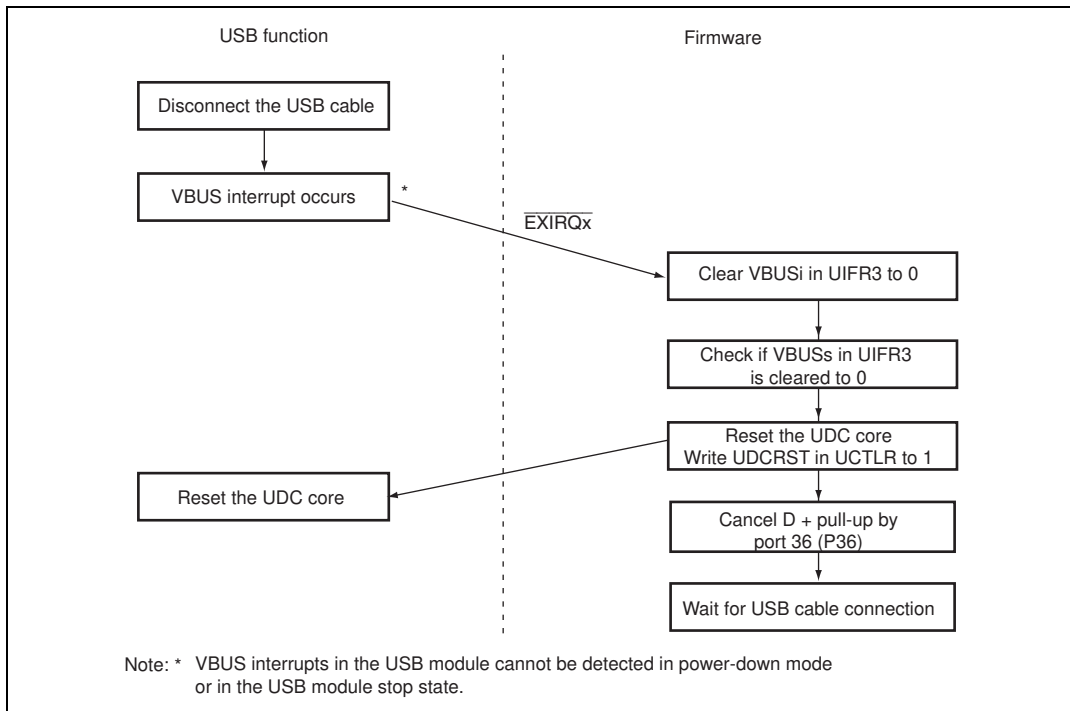 USB function
Firmware
Disconnect the USB cable
VBUS interrupt occurs
*
EXIRQx
Clear VBUSi in UIFR3 to 0
Check if VBUSs in UIFR3
is cleared to 0
Reset the UDC core
Write UDCRST in UCTLR to 1
Reset the UDC core
Cancel D + pull-up by
port 36 (P36)
Wait for USB cable connection
Note: * VBUS interrupts in the USB module cannot be detected in power-down mode
or in the USB module stop state.